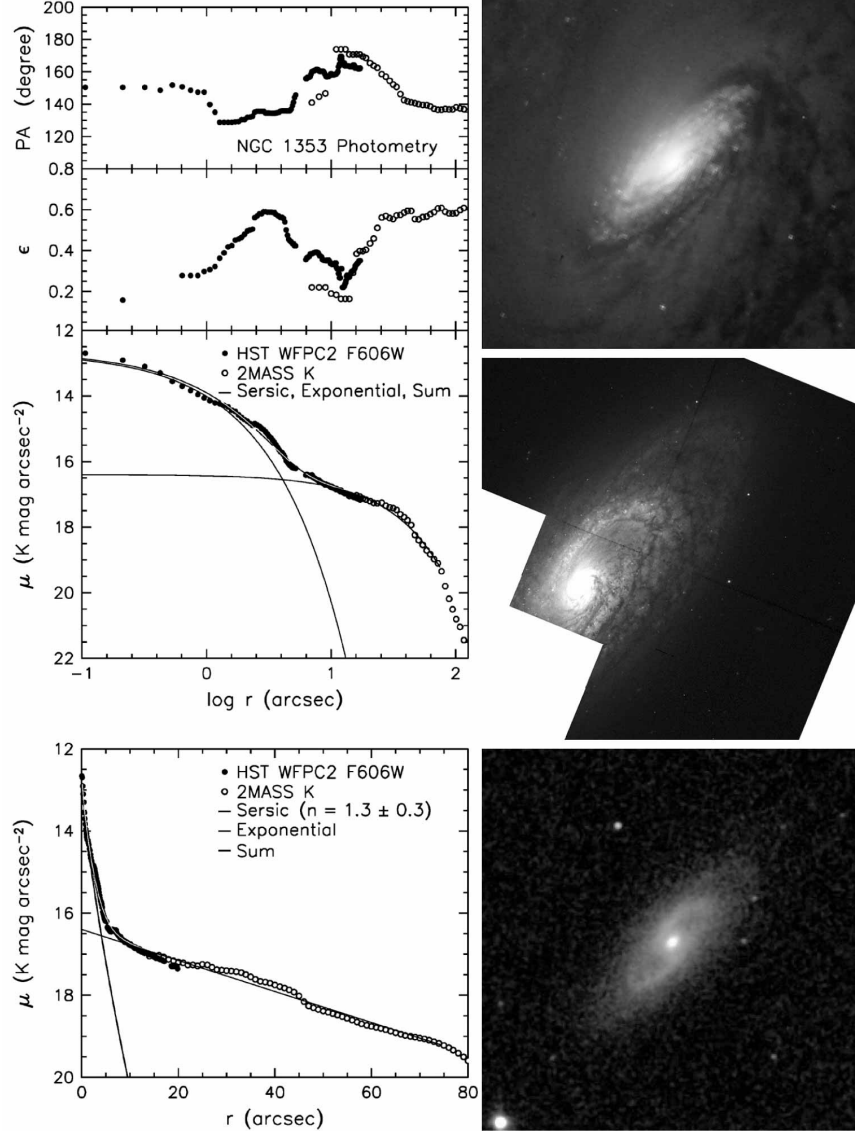 200
180
160
140
120
PA (degree)
NGC 1353 Photometry
0.8
0.6
0.4
0.2
ϵ
12
14
16
18
20
22
μ (K mag arcsec⁻²)
HST WFPC2 F606W
2MASS K
Sersic, Exponential, Sum
−1 0 1 2
log r (arcsec)
12
14
16
18
20
μ (K mag arcsec⁻²)
HST WFPC2 F606W
2MASS K
Sersic (n = 1.3 ± 0.3)
Exponential
Sum
0 20 40 60 80
r (arcsec)